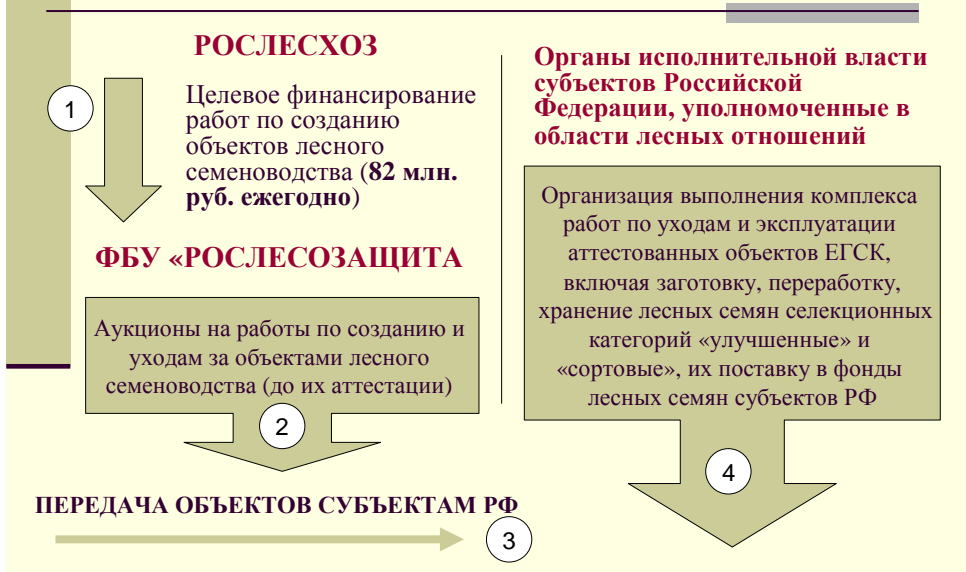 РОСЛЕСХОЗ
1
Целевое финансирование
работ по созданию
объектов лесного
семеноводства (82 млн.
руб. ежегодно)
ФБУ «РОСЛЕСОЗАЩИТА
Аукционы на работы по созданию и
уходам за объектами лесного
семеноводства (до их аттестации)
2
ПЕРЕДАЧА ОБЪЕКТОВ СУБЪЕКТАМ РФ
3
Органы исполнительной власти
субъектов Российской
Федерации, уполномоченные в
области лесных отношений
Организация выполнения комплекса
работ по уходам и эксплуатации
аттестованных объектов ЕГСК,
включая заготовку, переработку,
хранение лесных семян селекционных
категорий «улучшенные» и
«сортовые», их поставку в фонды
лесных семян субъектов РФ
4